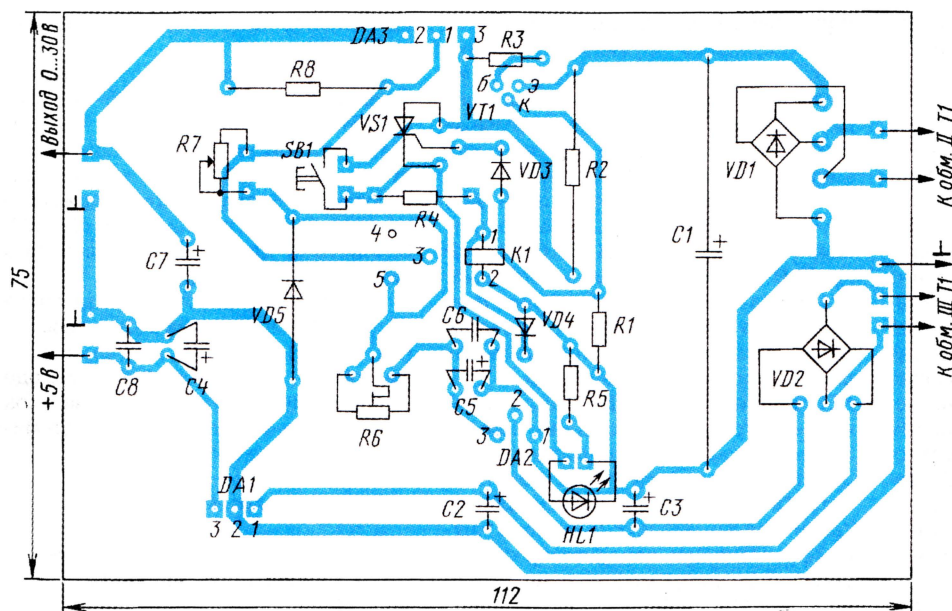 Выход 0...30В
+5 В
75
112
DA3 2 1 3
R3
R8
б
э
к
VT1
VS1
R7
SB1
VD3
R2
VD1
К обм. II T1
R4
4
3
5
1
K1
2
C1
C7
VD5
C6
VD4
R1
К обм. III T1
C8
C4
R6
C5
R5
VD2
2
3
1
DA2
DA1
3 2 1
C2
HL1
C3